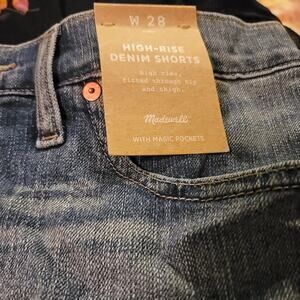 W 28
HIGH-RISE
DENIM SHORTS
High rise,
fitted through hip
and thigh.
Madewell
WITH MAGIC POCKETS